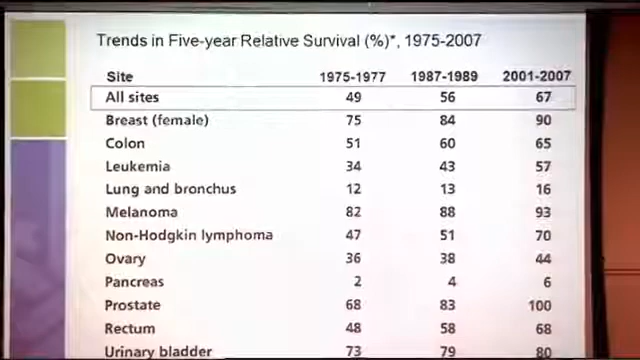 Trends in Five-year Relative Survival (%)*, 1975-2007
Site 1975-1977 1987-1989 2001-2007
All sites 49 56 67
Breast (female) 75 84 90
Colon 51 60 65
Leukemia 34 43 57
Lung and bronchus 12 13 16
Melanoma 82 88 93
Non-Hodgkin lymphoma 47 51 70
Ovary 36 38 44
Pancreas 2 4 6
Prostate 68 83 100
Rectum 48 58 68
Urinary bladder 73 79 80